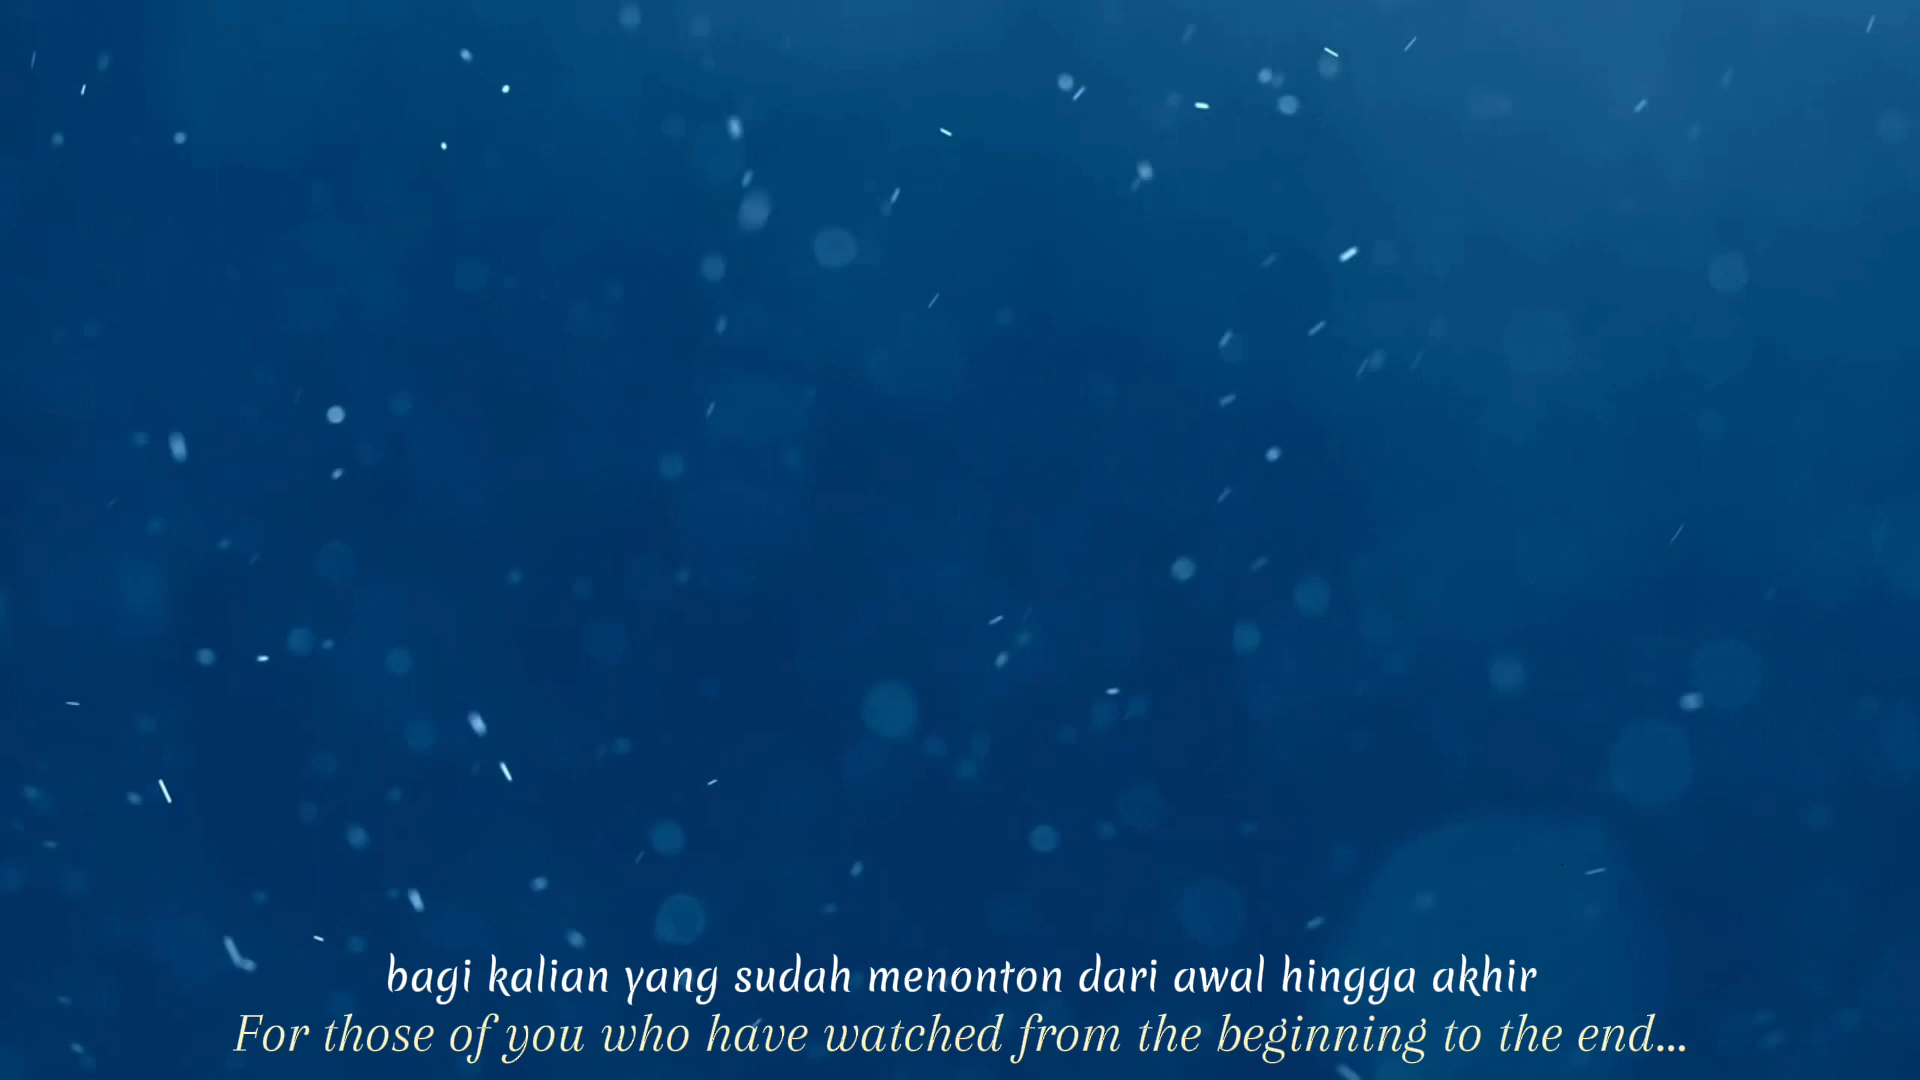 bagi kalian yang sudah menonton dari awal hingga akhir
For those of you who have watched from the beginning to the end...